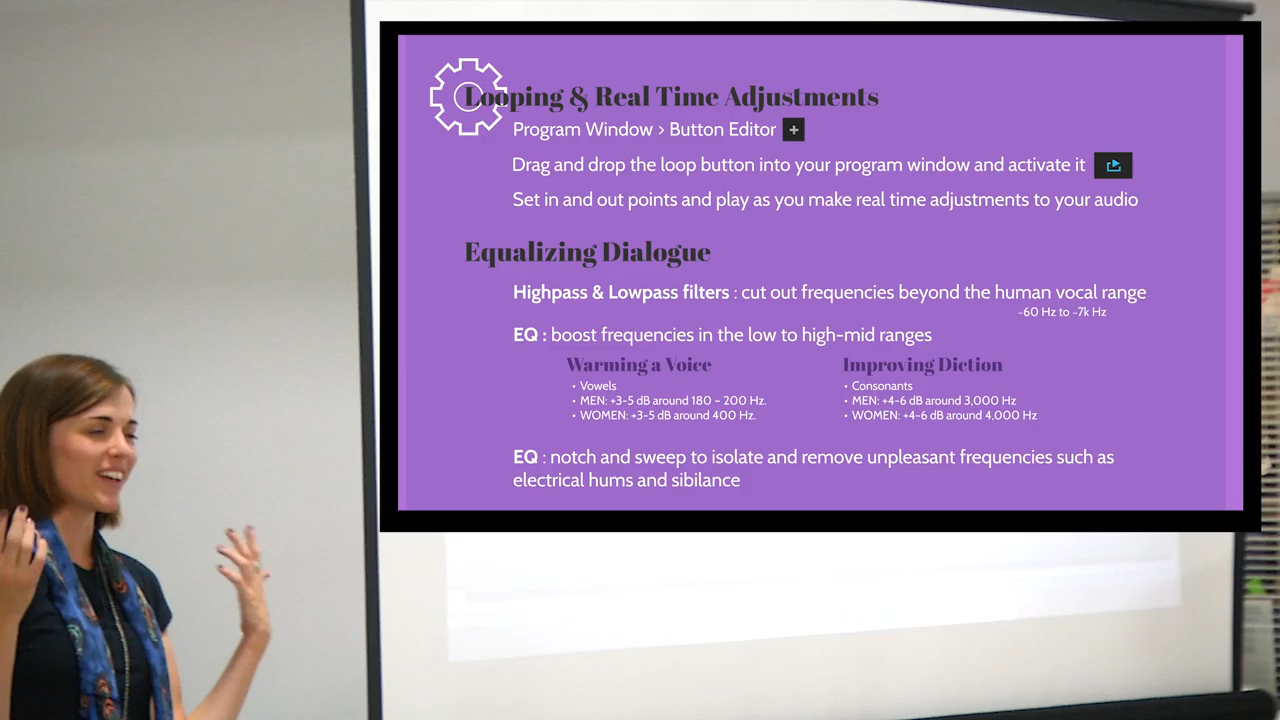 Looping & Real Time Adjustments
Program Window > Button Editor +
Drag and drop the loop button into your program window and activate it
Set in and out points and play as you make real time adjustments to your audio
Equalizing Dialogue
Highpass & Lowpass filters : cut out frequencies beyond the human vocal range
~60 Hz to ~7k Hz
EQ : boost frequencies in the low to high-mid ranges
Warming a Voice
• Vowels
• MEN: +3-5 dB around 180 – 200 Hz.
• WOMEN: +3-5 dB around 400 Hz.
Improving Diction
• Consonants
• MEN: +4-6 dB around 3,000 Hz
• WOMEN: +4-6 dB around 4,000 Hz
EQ : notch and sweep to isolate and remove unpleasant frequencies such as
electrical hums and sibilance